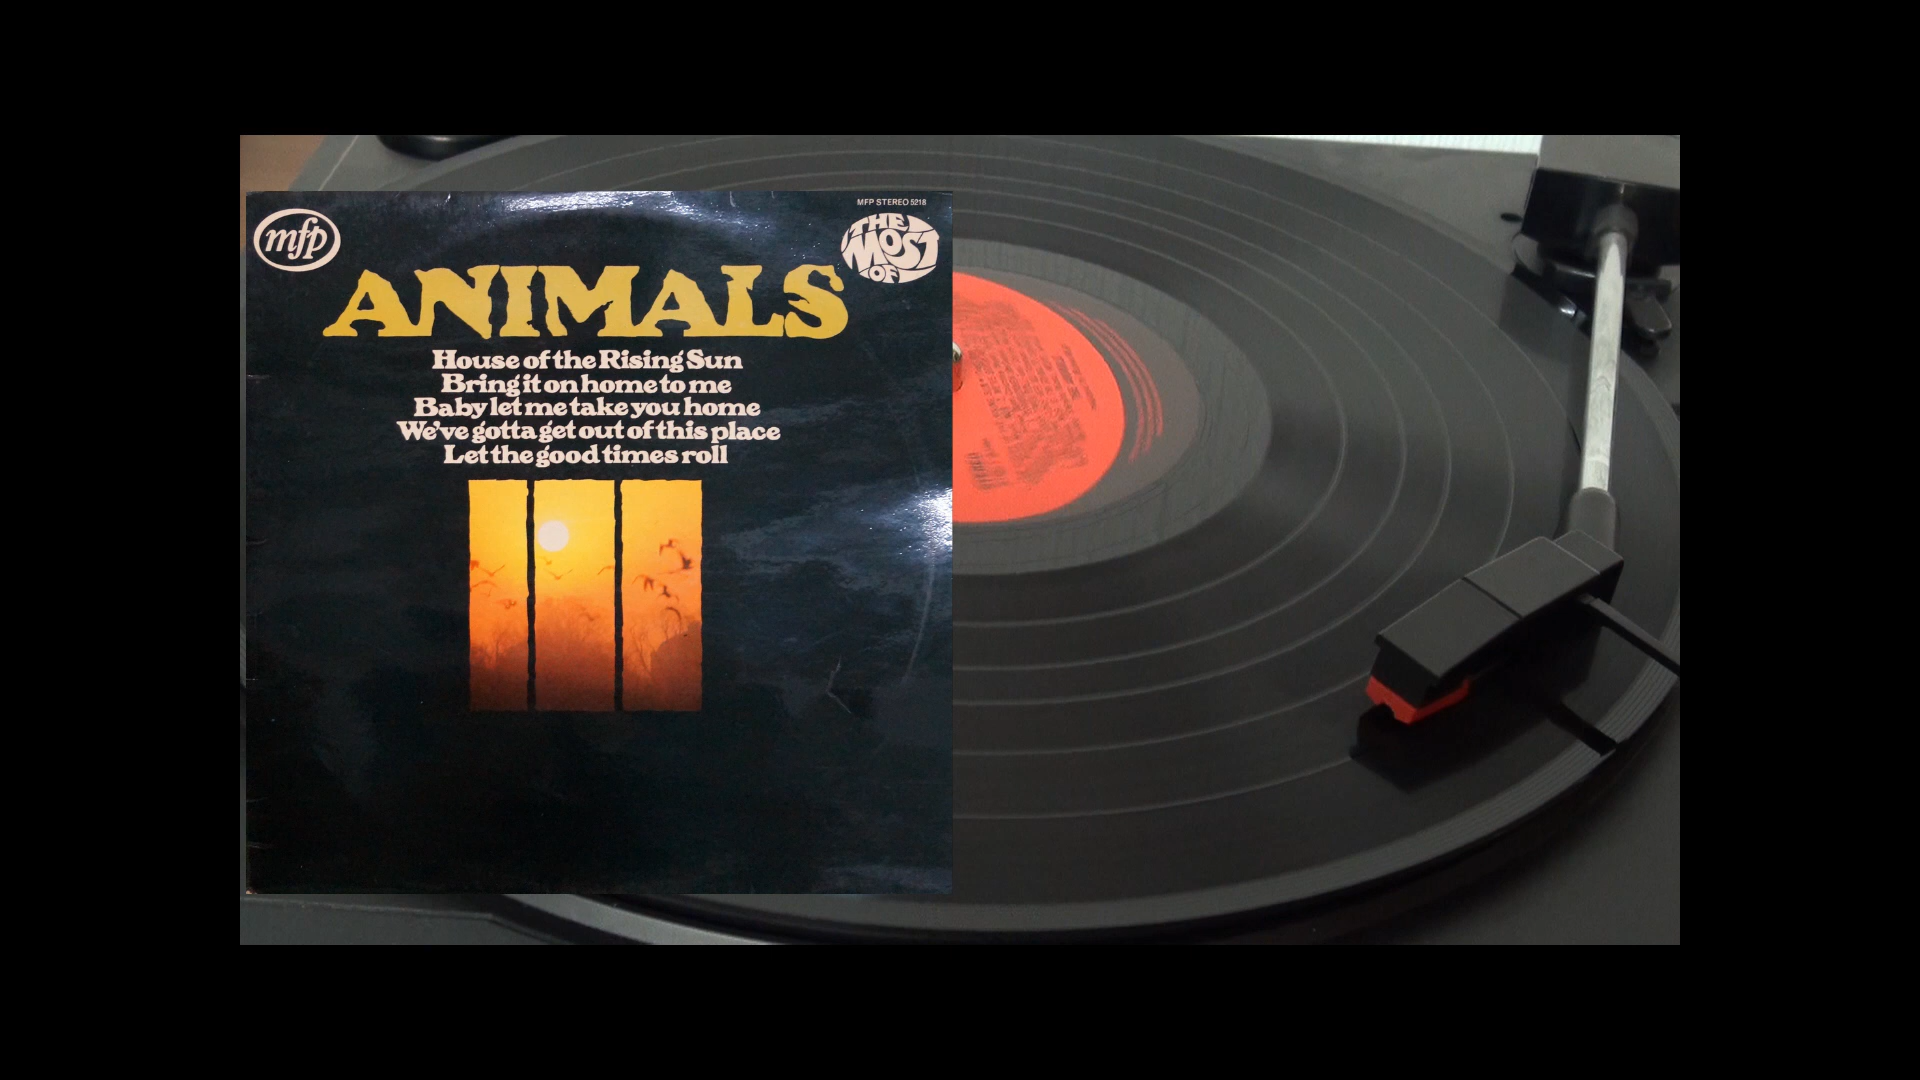 MFP STEREO 5218
mfp
THE
MOST
OF
ANIMALS
House of the Rising Sun
Bring it on home to me
Baby let me take you home
We've gotta get out of this place
Let the good times roll